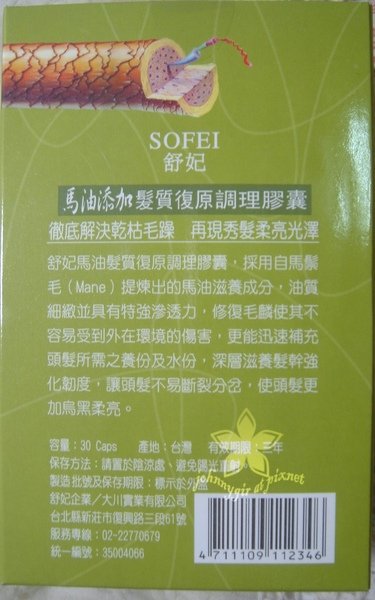 SOFEI
舒妃
馬油添加髮質復原調理膠囊
徹底解決乾枯毛躁 再現秀髮柔亮光澤
舒妃馬油髮質復原調理膠囊，採用自馬鬃
毛（Mane）提煉出的馬油滋養成分，油質
細緻並具有特強滲透力，修復毛麟使其不
容易受到外在環境的傷害，更能迅速補充
頭髮所需之養份及水份，深層滋養髮幹強
化韌度，讓頭髮不易斷裂分岔，使頭髮更
加烏黑柔亮。
容量：30 Caps 產地：台灣 有效期限：三年
保存方法：請置於陰涼處、避免陽光直射。
製造批號及保存期限：標示於外盒
舒妃企業／大川實業有限公司
台北縣新莊市復興路三段61號
服務專線：02-22770679
統一編號：35004066
johnnygir at pixnet
4 711109 112346